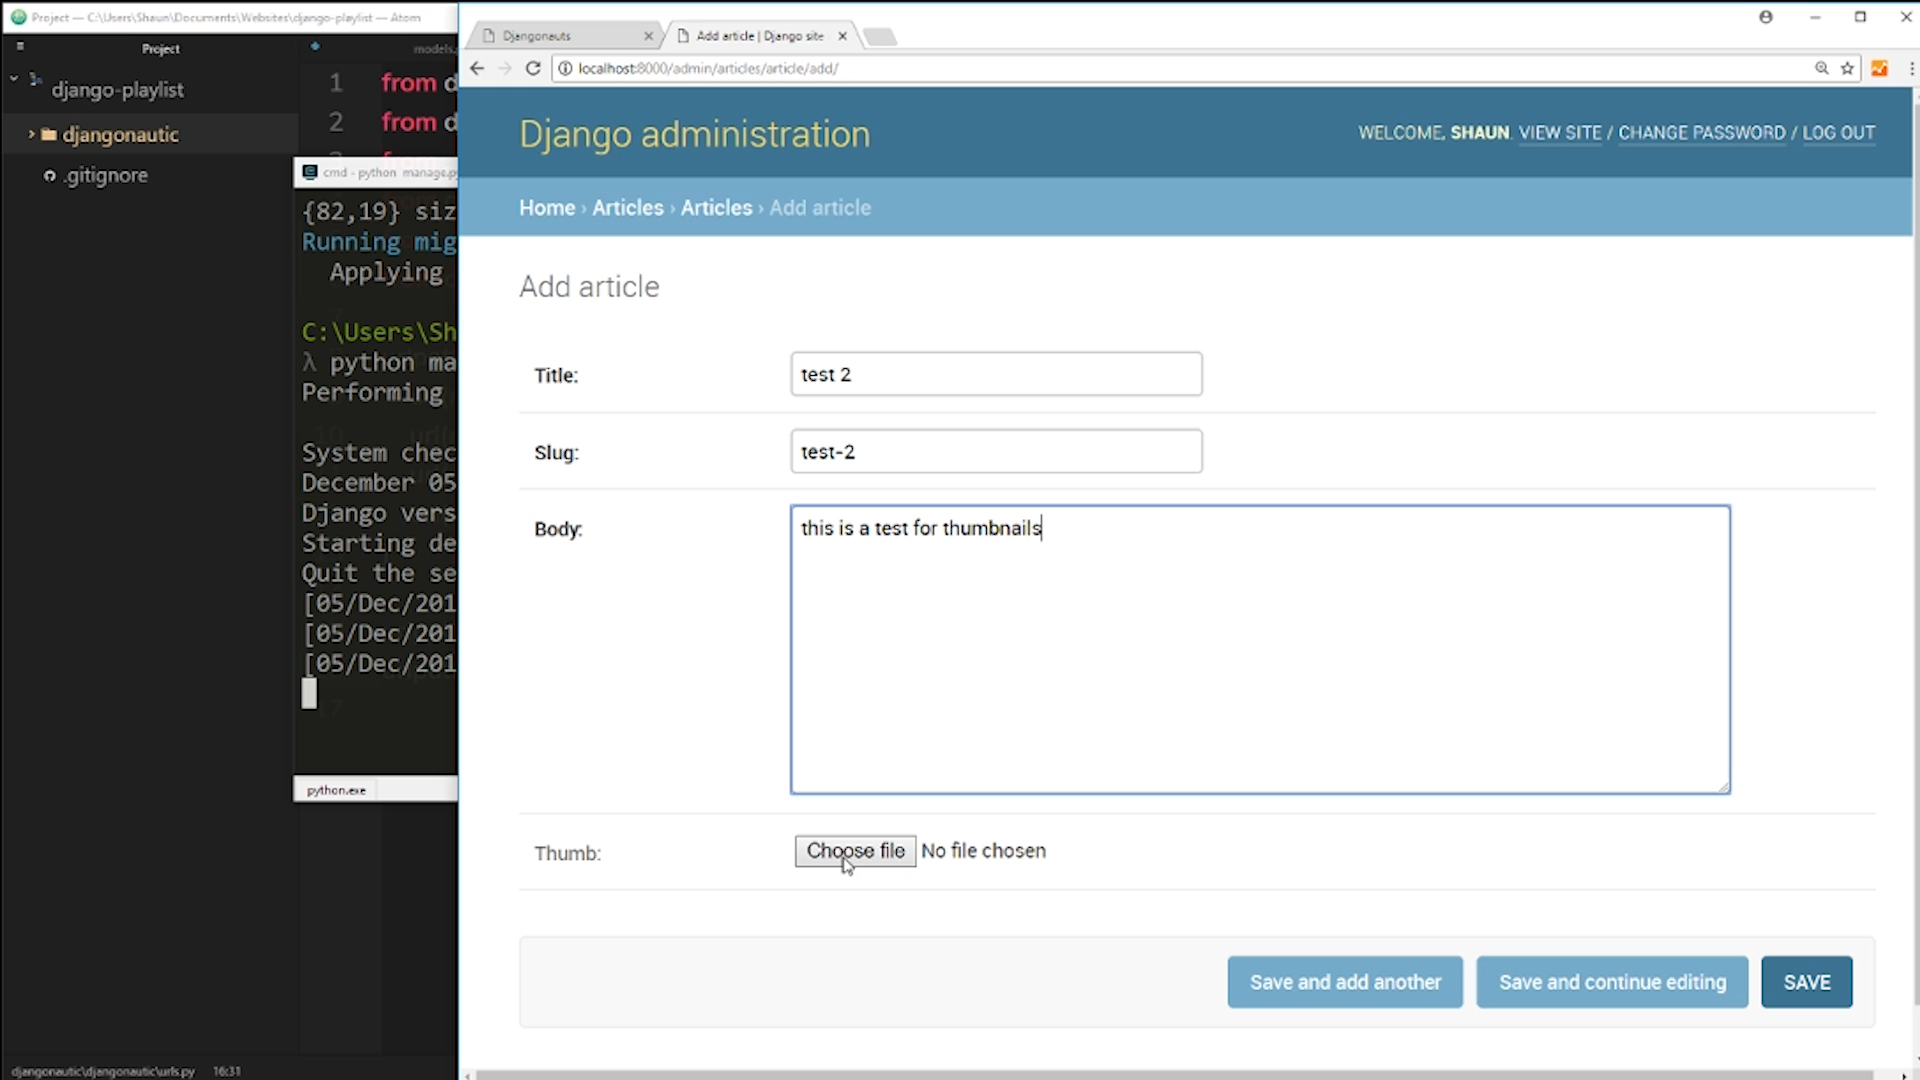 Project — C:\Users\Shaun\Documents\Websites\django-playlist — Atom
Project
models.
django-playlist
djangonautic
.gitignore
1 from d
2 from d
cmd - python manage.py
{82,19} siz
Running mig
Applying
C:\Users\Sh
λ python ma
Performing
System chec
December 05
Django vers
Starting de
Quit the se
[05/Dec/201
[05/Dec/201
[05/Dec/201
python.exe
djangonautic\djangonautic\urls.py 16:31
Djangonauts
Add article | Django site
localhost:8000/admin/articles/article/add/
Django administration
WELCOME, SHAUN. VIEW SITE / CHANGE PASSWORD / LOG OUT
Home › Articles › Articles › Add article
Add article
Title: test 2
Slug: test-2
Body: this is a test for thumbnails
Thumb: Choose file No file chosen
Save and add another
Save and continue editing
SAVE